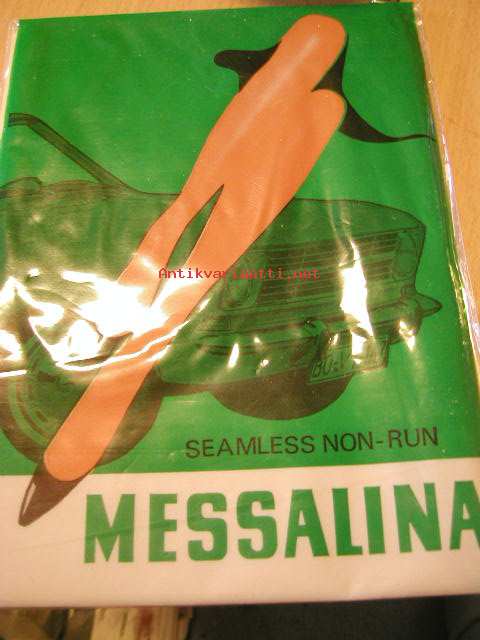 Antikvariaatti.net
SEAMLESS NON-RUN
MESSALINA